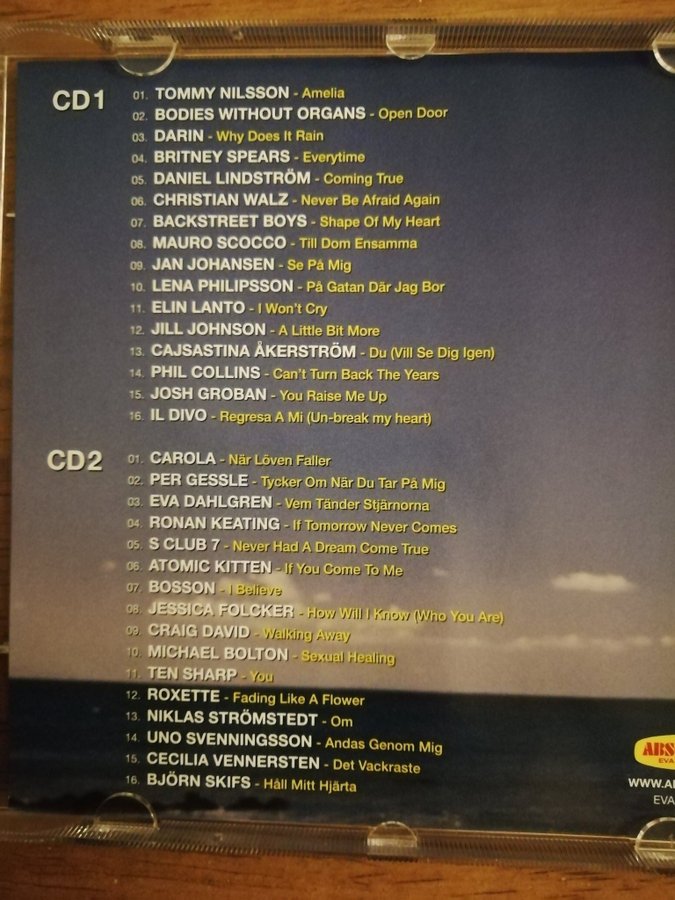 CD1
01. TOMMY NILSSON - Amelia
02. BODIES WITHOUT ORGANS - Open Door
03. DARIN - Why Does It Rain
04. BRITNEY SPEARS - Everytime
05. DANIEL LINDSTRÖM - Coming True
06. CHRISTIAN WALZ - Never Be Afraid Again
07. BACKSTREET BOYS - Shape Of My Heart
08. MAURO SCOCCO - Till Dom Ensamma
09. JAN JOHANSEN - Se På Mig
10. LENA PHILIPSSON - På Gatan Där Jag Bor
11. ELIN LANTO - I Won't Cry
12. JILL JOHNSON - A Little Bit More
13. CAJSASTINA ÅKERSTRÖM - Du (Vill Se Dig Igen)
14. PHIL COLLINS - Can't Turn Back The Years
15. JOSH GROBAN - You Raise Me Up
16. IL DIVO - Regresa A Mi (Un-break my heart)
CD2
01. CAROLA - När Löven Faller
02. PER GESSLE - Tycker Om När Du Tar På Mig
03. EVA DAHLGREN - Vem Tänder Stjärnorna
04. RONAN KEATING - If Tomorrow Never Comes
05. S CLUB 7 - Never Had A Dream Come True
06. ATOMIC KITTEN - If You Come To Me
07. BOSSON - I Believe
08. JESSICA FOLCKER - How Will I Know (Who You Are)
09. CRAIG DAVID - Walking Away
10. MICHAEL BOLTON - Sexual Healing
11. TEN SHARP - You
12. ROXETTE - Fading Like A Flower
13. NIKLAS STRÖMSTEDT - Om
14. UNO SVENNINGSSON - Andas Genom Mig
15. CECILIA VENNERSTEN - Det Vackraste
16. BJÖRN SKIFS - Håll Mitt Hjärta
ABS
EVA
WWW.AB
EVA